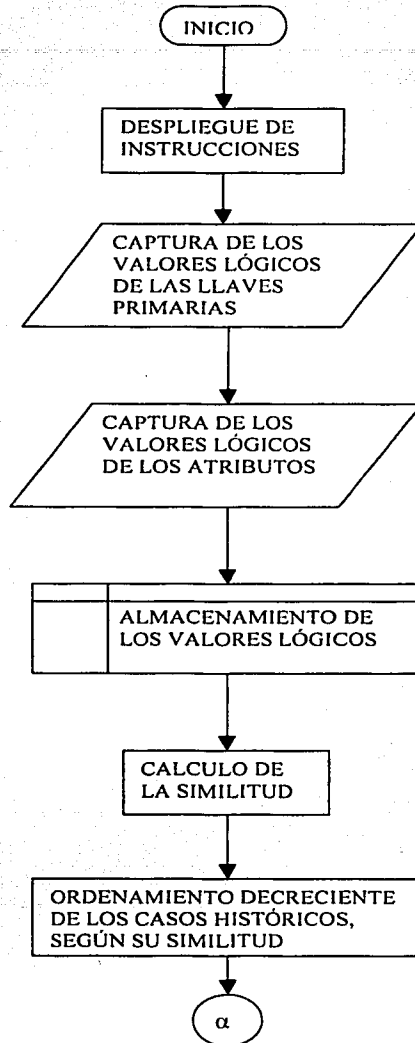 INICIO
DESPLIEGUE DE
INSTRUCCIONES
CAPTURA DE LOS
VALORES LÓGICOS
DE LAS LLAVES
PRIMARIAS
CAPTURA DE LOS
VALORES LÓGICOS
DE LOS ATRIBUTOS
ALMACENAMIENTO DE
LOS VALORES LÓGICOS
CALCULO DE
LA SIMILITUD
ORDENAMIENTO DECRECIENTE
DE LOS CASOS HISTÓRICOS,
SEGÚN SU SIMILITUD
α